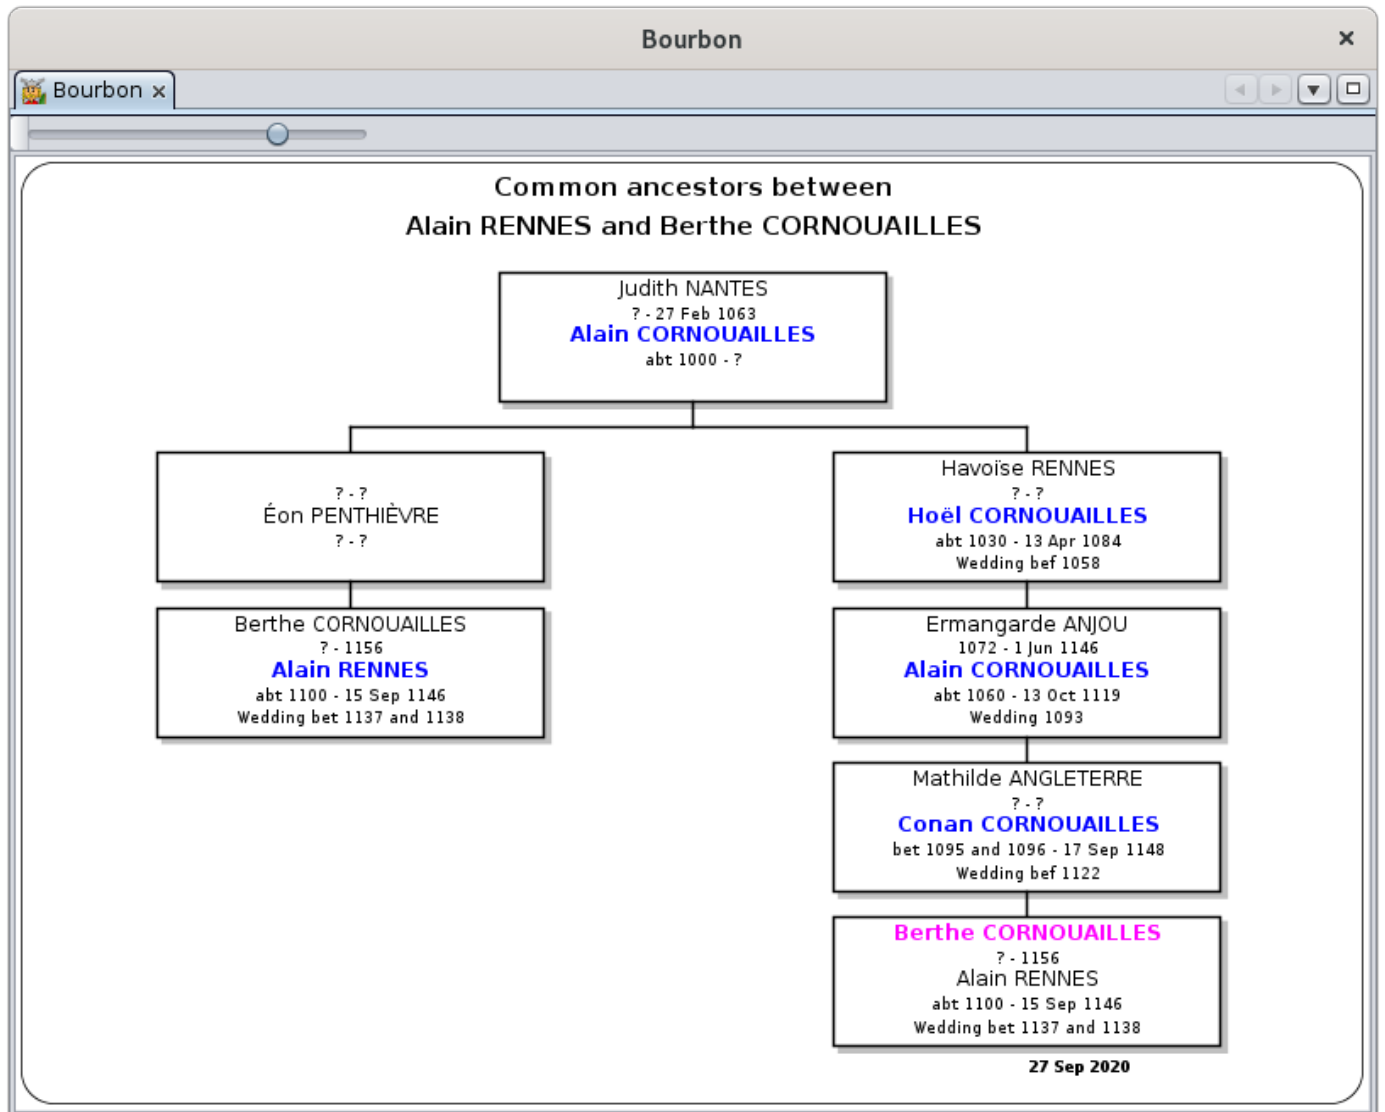 Bourbon
Bourbon
Common ancestors between
Alain RENNES and Berthe CORNOUAILLES
Judith NANTES
? - 27 Feb 1063
Alain CORNOUAILLES
abt 1000 - ?
? - ?
Éon PENTHIÈVRE
? - ?
Havoïse RENNES
? - ?
Hoël CORNOUAILLES
abt 1030 - 13 Apr 1084
Wedding bef 1058
Berthe CORNOUAILLES
? - 1156
Alain RENNES
abt 1100 - 15 Sep 1146
Wedding bet 1137 and 1138
Ermangarde ANJOU
1072 - 1 Jun 1146
Alain CORNOUAILLES
abt 1060 - 13 Oct 1119
Wedding 1093
Mathilde ANGLETERRE
? - ?
Conan CORNOUAILLES
bet 1095 and 1096 - 17 Sep 1148
Wedding bef 1122
Berthe CORNOUAILLES
? - 1156
Alain RENNES
abt 1100 - 15 Sep 1146
Wedding bet 1137 and 1138
27 Sep 2020